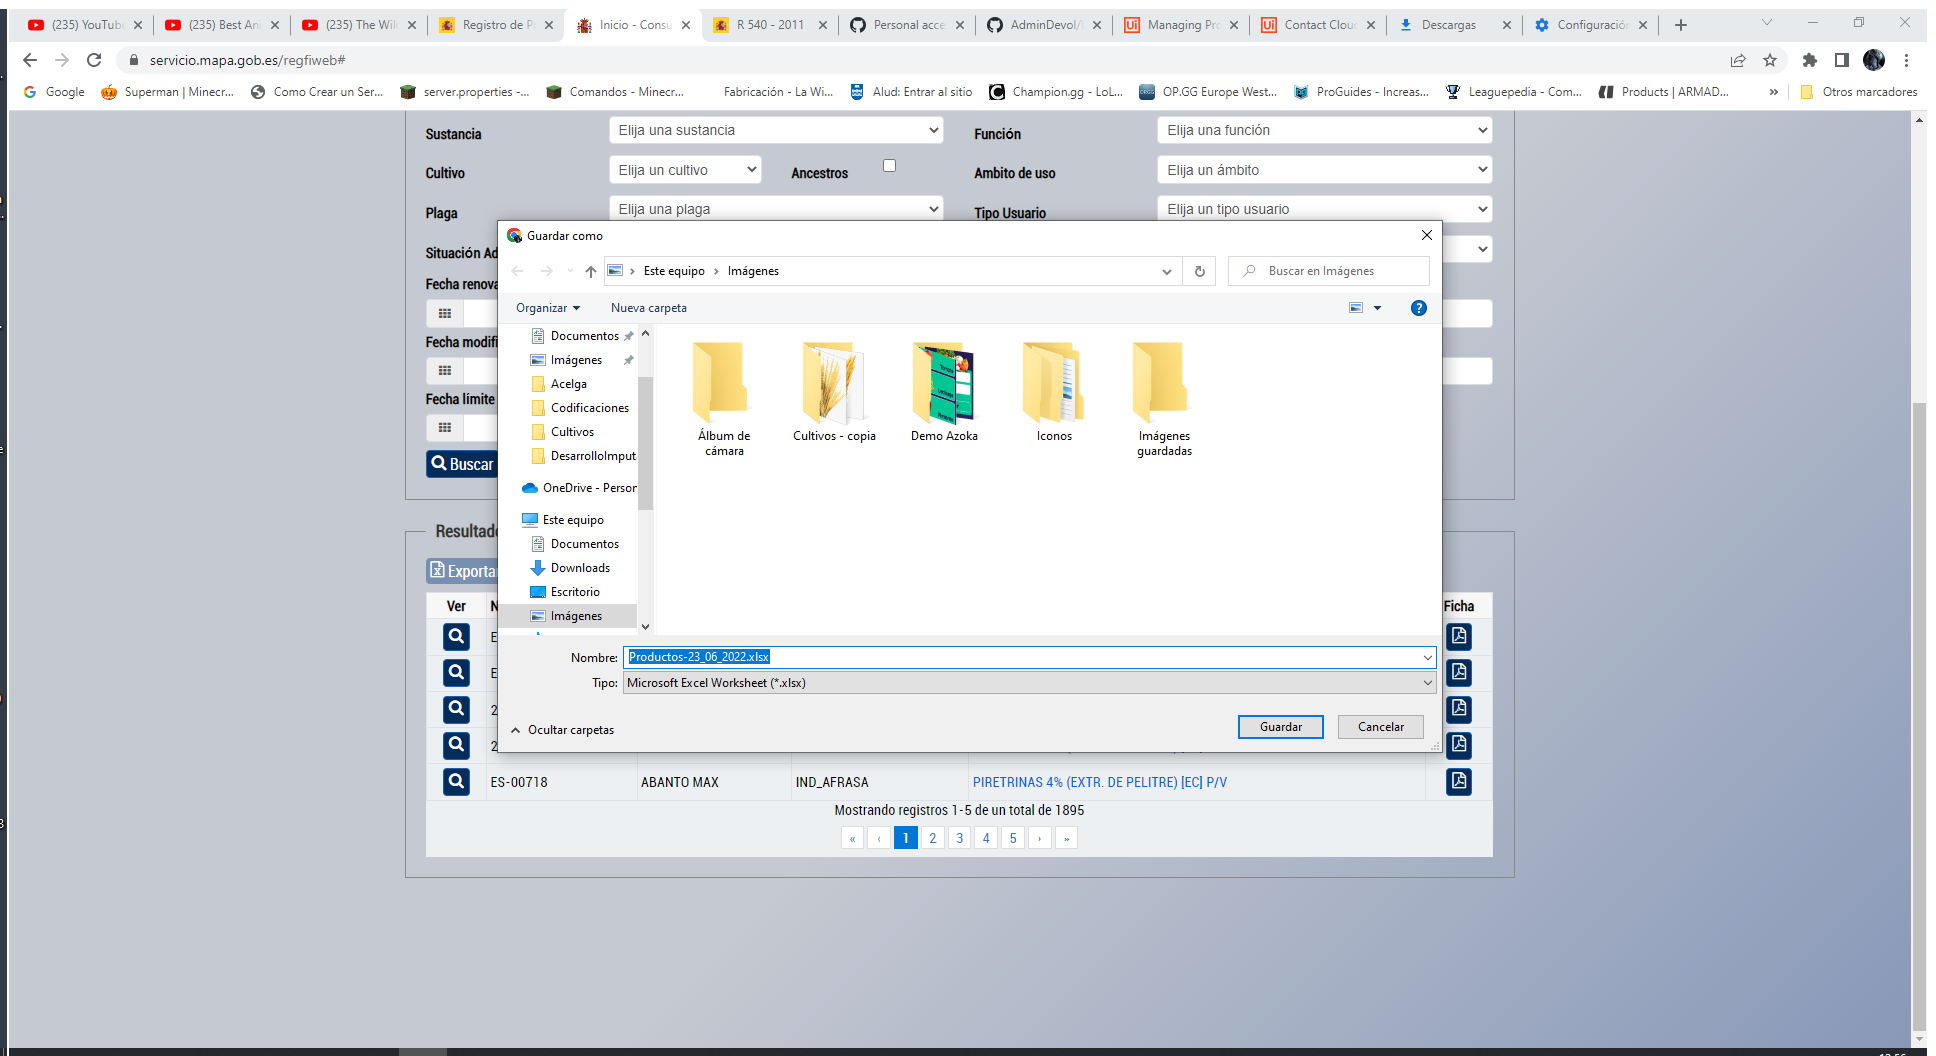 (235) YouTub
(235) Best Ani
(235) The Wil
Registro de P
Inicio - Consu
R 540 - 2011
Personal acce
AdminDevol/
Managing Pro
Contact Clou
Descargas
Configuración
servicio.mapa.gob.es/regfiweb#
Google
Superman | Minecr...
Como Crear un Ser...
server.properties -...
Comandos - Minecr...
Fabricación - La Wi...
Alud: Entrar al sitio
Champion.gg - LoL...
OP.GG Europe West...
ProGuides - Increas...
Leaguepedia - Com...
Products | ARMAD...
»
Otros marcadores
Sustancia
Elija una sustancia
Función
Elija una función
Cultivo
Elija un cultivo
Ancestros
Ambito de uso
Elija un ámbito
Plaga
Elija una plaga
Tipo Usuario
Elija un tipo usuario
Situación Ad
Fecha renova
Fecha modifi
Fecha límite
Buscar
Guardar como
Este equipo › Imágenes
Buscar en Imágenes
Organizar
Nueva carpeta
Documentos
Imágenes
Acelga
Codificaciones
Cultivos
DesarrolloImput
OneDrive - Person
Este equipo
Documentos
Downloads
Escritorio
Imágenes
Álbum de
cámara
Cultivos - copia
Demo Azoka
Iconos
Imágenes
guardadas
Nombre: Productos-23_06_2022.xlsx
Tipo: Microsoft Excel Worksheet (*.xlsx)
Ocultar carpetas
Guardar
Cancelar
Resultado
Exporta
Ver
N
Ficha
E
E
2
2
ES-00718 ABANTO MAX IND_AFRASA PIRETRINAS 4% (EXTR. DE PELITRE) [EC] P/V
Mostrando registros 1-5 de un total de 1895
« ‹ 1 2 3 4 5 › »